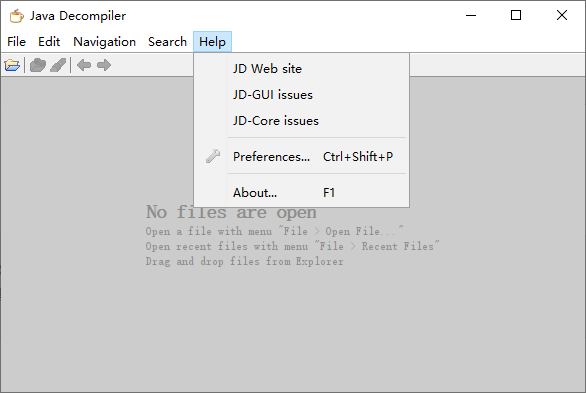 Java Decompiler
File Edit Navigation Search Help
JD Web site
JD-GUI issues
JD-Core issues
Preferences... Ctrl+Shift+P
About... F1
No files are open
Open a file with menu "File > Open File..."
Open recent files with menu "File > Recent Files"
Drag and drop files from Explorer